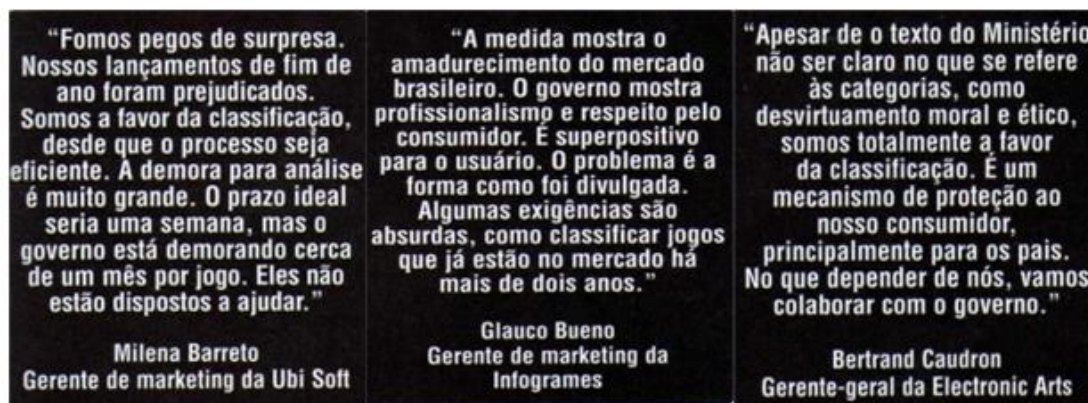 “Fomos pegos de surpresa.
Nossos lançamentos de fim de
ano foram prejudicados.
Somos a favor da classificação,
desde que o processo seja
eficiente. A demora para análise
é muito grande. O prazo ideal
seria uma semana, mas o
governo está demorando cerca
de um mês por jogo. Eles não
estão dispostos a ajudar.”
Milena Barreto
Gerente de marketing da Ubi Soft
“A medida mostra o
amadurecimento do mercado
brasileiro. O governo mostra
profissionalismo e respeito pelo
consumidor. É superpositivo
para o usuário. O problema é a
forma como foi divulgada.
Algumas exigências são
absurdas, como classificar jogos
que já estão no mercado há
mais de dois anos.”
Glauco Bueno
Gerente de marketing da
Infogrames
“Apesar de o texto do Ministério
não ser claro no que se refere
às categorias, como
desvirtuamento moral e ético,
somos totalmente a favor
da classificação. É um
mecanismo de proteção ao
nosso consumidor,
principalmente para os pais.
No que depender de nós, vamos
colaborar com o governo.”
Bertrand Caudron
Gerente-geral da Electronic Arts